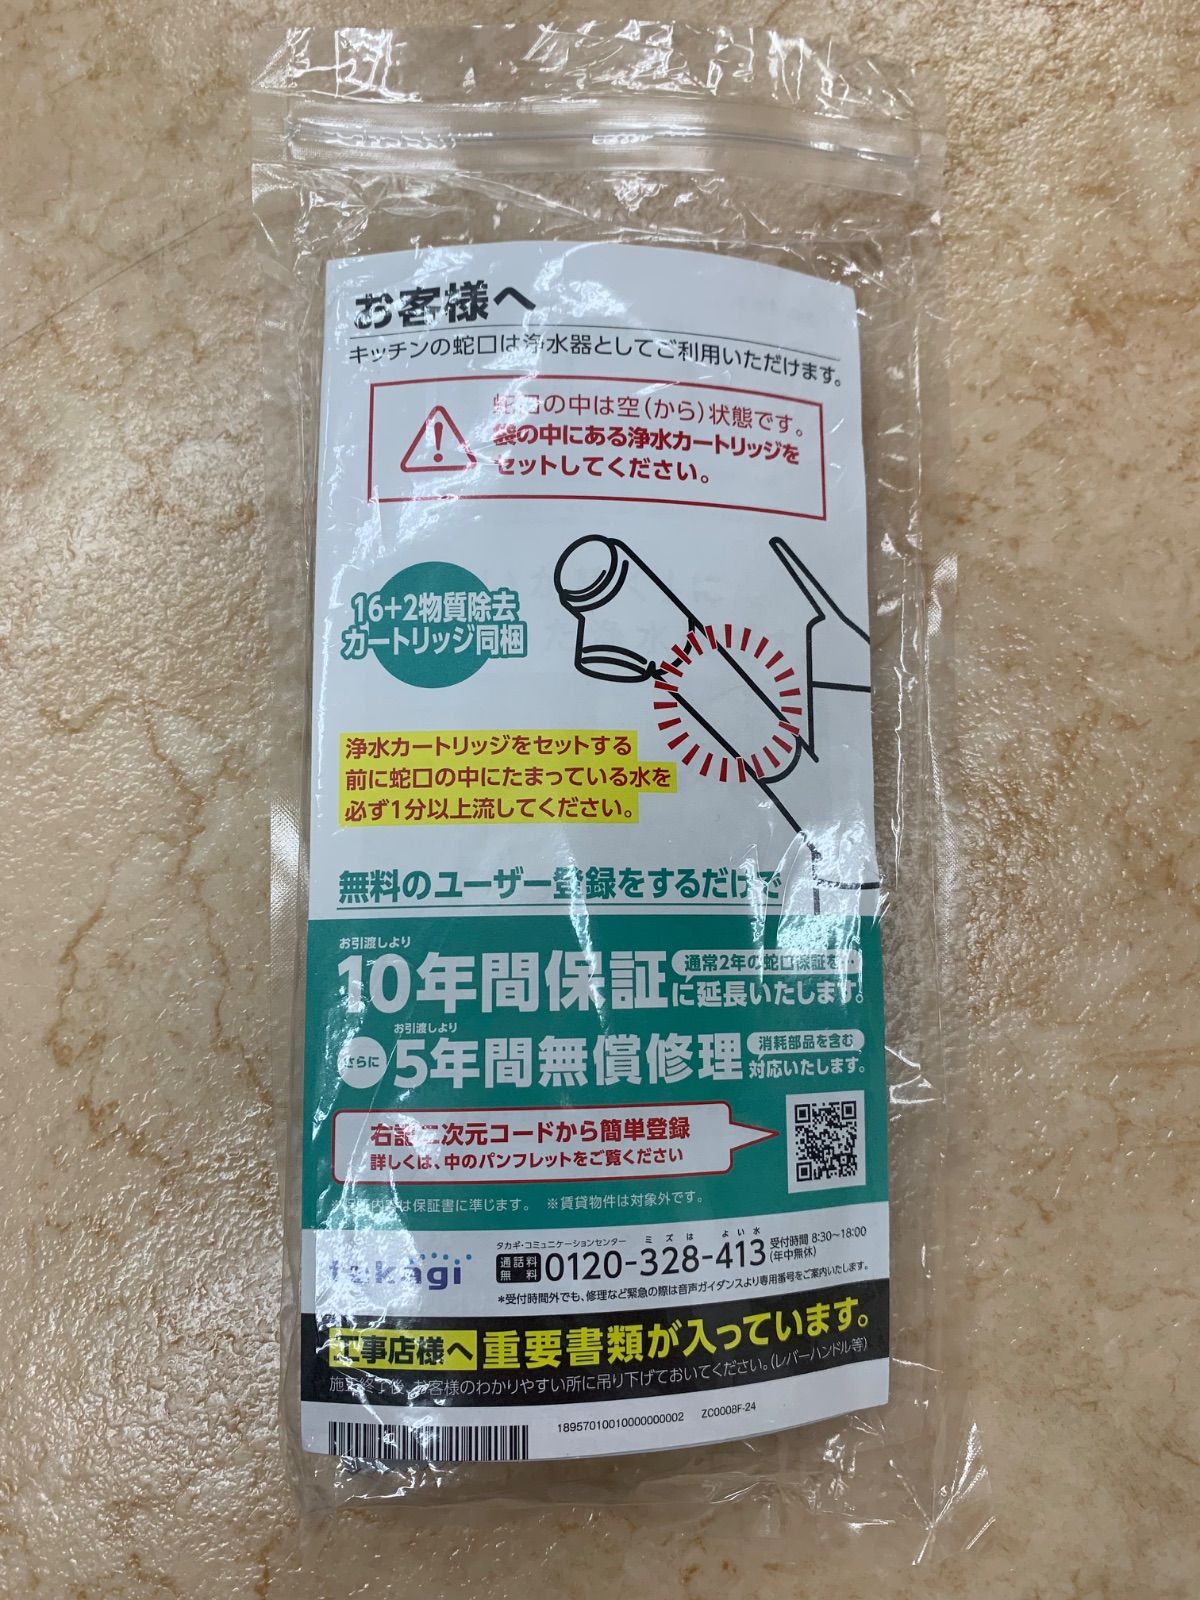 お客様へ
キッチンの蛇口は浄水器としてご利用いただけます。
蛇口の中は空(から)状態です。
袋の中にある浄水カートリッジを
セットしてください。
16+2物質除去
カートリッジ同梱
浄水カートリッジをセットする
前に蛇口の中にたまっている水を
必ず1分以上流してください。
無料のユーザー登録をするだけで
お引渡しより
10年間保証
通常2年の蛇口保証を…
に延長いたします。
お引渡しより
さらに
5年間無償修理
消耗部品を含む
対応いたします。
右記二次元コードから簡単登録
詳しくは、中のパンフレットをご覧ください
※保証内容は保証書に準じます。 ※賃貸物件は対象外です。
takagi
タカギ・コミュニケーションセンター
ミズは よい水
通話料無料 0120-328-413
受付時間 8:30～18:00
(年中無休)
*受付時間外でも、修理など緊急の際は音声ガイダンスより専用番号をご案内いたします。
工事店様へ 重要書類が入っています。
施工終了後、お客様のわかりやすい所に吊り下げておいてください。(レバーハンドル等)
18957010010000000002 ZC0008F-24